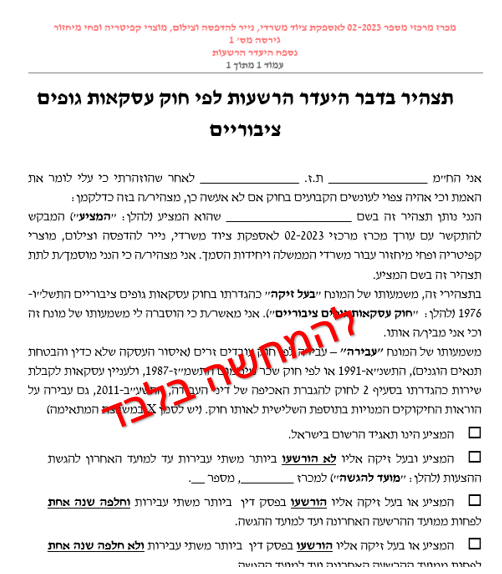 מכרז מרכזי מספר 02-2023 לאספקת ציוד משרדי, נייר להדפסה וצילום, מוצרי קפיטריה ופחי מיחזור
גירסה מס׳ 1
נספח היעדר הרשעות
עמוד 1 מתוך 1
תצהיר בדבר היעדר הרשעות לפי חוק עסקאות גופים
ציבוריים
אני הח״מ ________________ ת.ז. ________________ לאחר שהוזהרתי כי עלי לומר את
האמת וכי אהיה צפוי לעונשים הקבועים בחוק אם לא אעשה כן, מצהיר/ה בזה כדלקמן:
הנני נותן תצהיר זה בשם ____________________ שהוא המציע (להלן: ״המציע״) המבקש
להתקשר עם עורך מכרז מרכזי 02-2023 לאספקת ציוד משרדי, נייר להדפסה וצילום, מוצרי
קפיטריה ופחי מיחזור עבור משרדי הממשלה ויחידות הסמך. אני מצהיר/ה כי הנני מוסמך/ת לתת
תצהיר זה בשם המציע.
בתצהירי זה, משמעותו של המונח ״בעל זיקה״ כהגדרתו בחוק עסקאות גופים ציבוריים התשל״ו-
1976 (להלן: ״חוק עסקאות גופים ציבוריים״). אני מאשר/ת כי הוסברה לי משמעותו של מונח זה
וכי אני מבין/ה אותו.
משמעותו של המונח ״עבירה״ – עבירה לפי חוק עובדים זרים (איסור העסקה שלא כדין והבטחת
תנאים הוגנים), התשנ״א-1991 או לפי חוק שכר מינימום התשמ״ז-1987, ולעניין עסקאות לקבלת
שירות כהגדרתו בסעיף 2 לחוק להגברת האכיפה של דיני העבודה, התשע״ב-2011, גם עבירה על
הוראות החיקוקים המנויות בתוספת השלישית לאותו חוק. (יש לסמן X במשבצת המתאימה)
להמחשה בלבד
המציע הינו תאגיד הרשום בישראל.
המציע ובעל זיקה אליו לא הורשעו ביותר משתי עבירות עד למועד האחרון להגשת
ההצעות (להלן: ״מועד להגשה״) למכרז ________, מספר __.
המציע או בעל זיקה אליו הורשעו בפסק דין ביותר משתי עבירות וחלפה שנה אחת
לפחות ממועד ההרשעה האחרונה ועד למועד ההגשה.
המציע או בעל זיקה אליו הורשעו בפסק דין ביותר משתי עבירות ולא חלפה שנה אחת
לפחות ממועד ההרשעה האחרונה ועד למועד ההגשה.